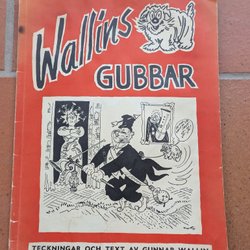 Wallins
GUBBAR
TECKNINGAR OCH TEXT AV GUNNAR WALLIN